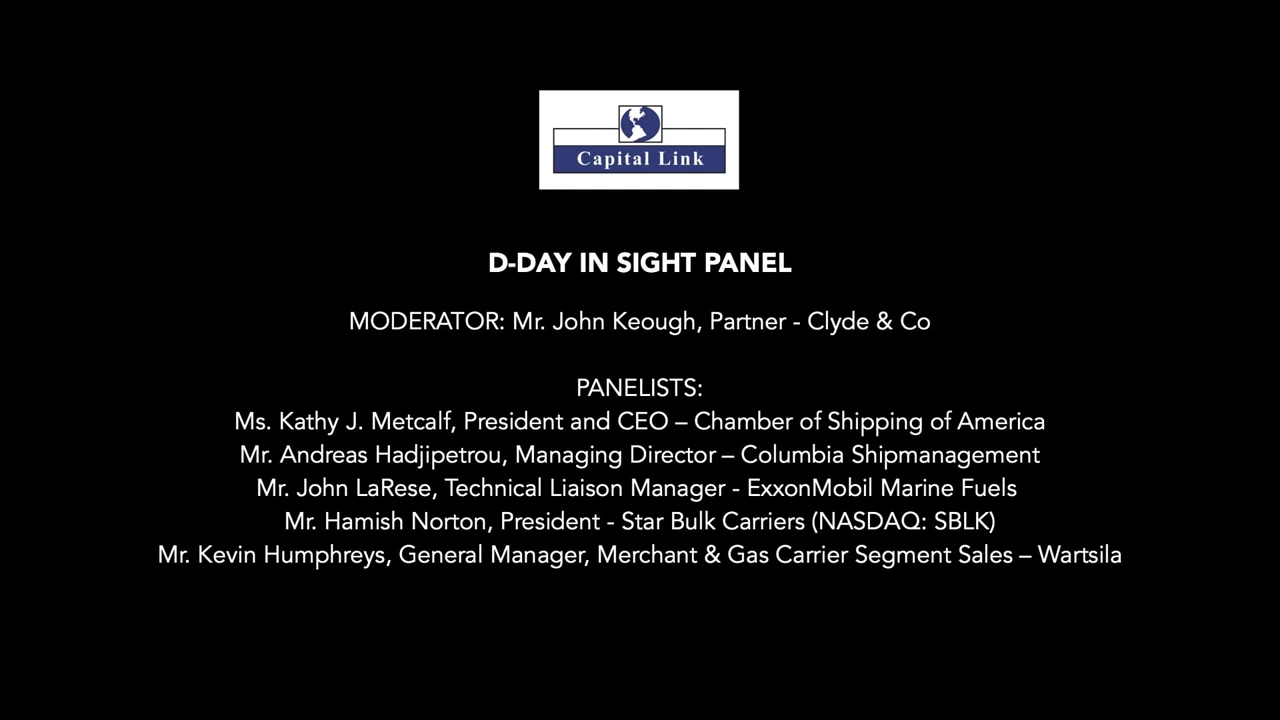 Capital Link
D-DAY IN SIGHT PANEL
MODERATOR: Mr. John Keough, Partner - Clyde & Co
PANELISTS:
Ms. Kathy J. Metcalf, President and CEO – Chamber of Shipping of America
Mr. Andreas Hadjipetrou, Managing Director – Columbia Shipmanagement
Mr. John LaRese, Technical Liaison Manager - ExxonMobil Marine Fuels
Mr. Hamish Norton, President - Star Bulk Carriers (NASDAQ: SBLK)
Mr. Kevin Humphreys, General Manager, Merchant & Gas Carrier Segment Sales – Wartsila